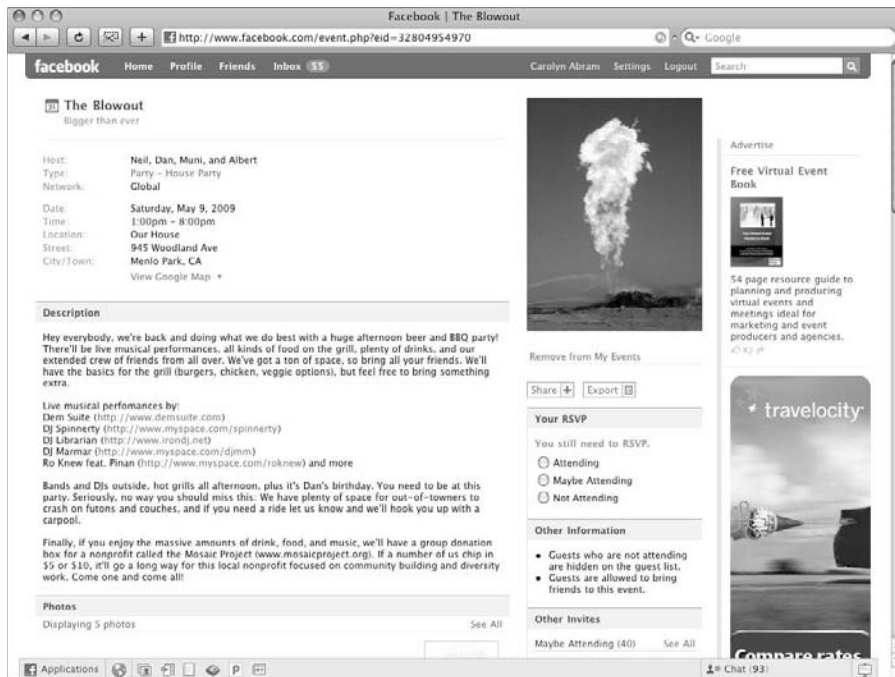 Facebook | The Blowout
http://www.facebook.com/event.php?eid=32804954970
Google
facebook Home Profile Friends Inbox 55 Carolyn Abram Settings Logout Search
31 The Blowout
Bigger than ever
Host: Neil, Dan, Muni, and Albert
Type: Party - House Party
Network: Global
Date: Saturday, May 9, 2009
Time: 1:00pm - 8:00pm
Location: Our House
Street: 945 Woodland Ave
City/Town: Menlo Park, CA
View Google Map
Description
Hey everybody, we're back and doing what we do best with a huge afternoon beer and BBQ party!
There'll be live musical performances, all kinds of food on the grill, plenty of drinks, and our
extended crew of friends from all over. We've got a ton of space, so bring all your friends. We'll
have the basics for the grill (burgers, chicken, veggie options), but feel free to bring something
extra.
Live musical perfomances by:
Dem Suite (http://www.demsuite.com)
DJ Spinnerty (http://www.myspace.com/spinnerty)
DJ Librarian (http://www.irondj.net)
DJ Marmar (http://www.myspace.com/djmm)
Ro Knew feat. Pinan (http://www.myspace.com/roknew) and more
Bands and DJs outside, hot grills all afternoon, plus it's Dan's birthday. You need to be at this
party. Seriously, no way you should miss this. We have plenty of space for out-of-towners to
crash on futons and couches, and if you need a ride let us know and we'll hook you up with a
carpool.
Finally, if you enjoy the massive amounts of drink, food, and music, we'll have a group donation
box for a nonprofit called the Mosaic Project (www.mosaicproject.org). If a number of us chip in
$5 or $10, it'll go a long way for this local nonprofit focused on community building and diversity
work. Come one and come all!
Photos
Displaying 5 photos See All
Remove from My Events
Share + Export
Your RSVP
You still need to RSVP.
Attending
Maybe Attending
Not Attending
Other Information
• Guests who are not attending
are hidden on the guest list.
• Guests are allowed to bring
friends to this event.
Other Invites
Maybe Attending (40) See All
Advertise
Free Virtual Event
Book
54 page resource guide to
planning and producing
virtual events and
meetings ideal for
marketing and event
producers and agencies.
travelocity
Compare rates
Applications
Chat (93)